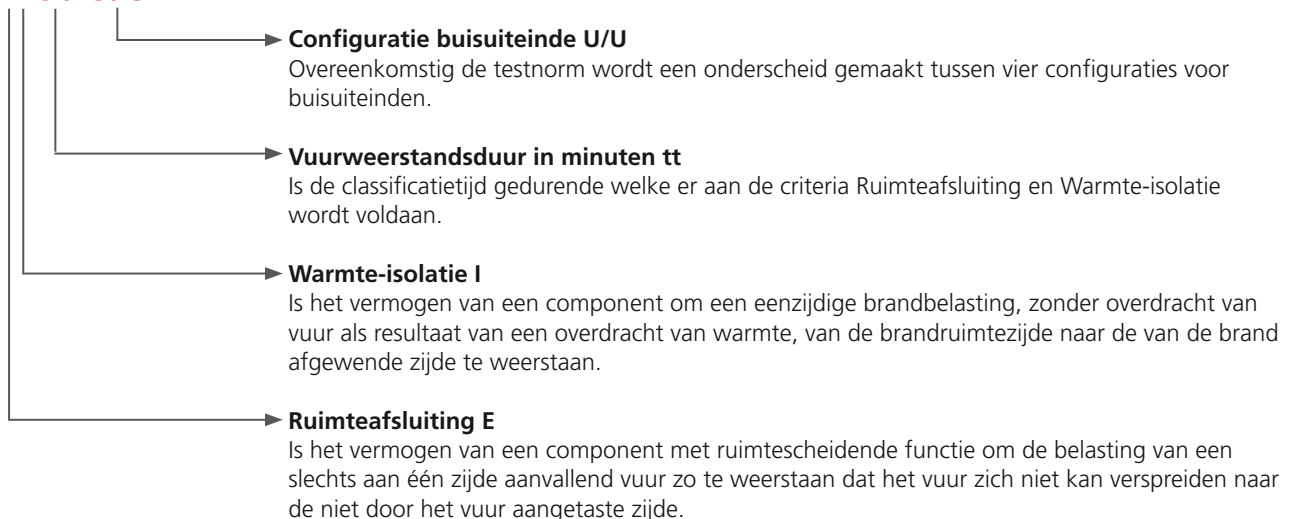 Configuratie buisuiteinde U/U
Overeenkomstig de testnorm wordt een onderscheid gemaakt tussen vier configuraties voor
buisuiteinden.
Vuurweerstandsduur in minuten tt
Is de classificatietijd gedurende welke er aan de criteria Ruimteafsluiting en Warmte-isolatie
wordt voldaan.
Warmte-isolatie I
Is het vermogen van een component om een eenzijdige brandbelasting, zonder overdracht van
vuur als resultaat van een overdracht van warmte, van de brandruimtezijde naar de van de brand
afgewende zijde te weerstaan.
Ruimteafsluiting E
Is het vermogen van een component met ruimtescheidende functie om de belasting van een
slechts aan één zijde aanvallend vuur zo te weerstaan dat het vuur zich niet kan verspreiden naar
de niet door het vuur aangetaste zijde.